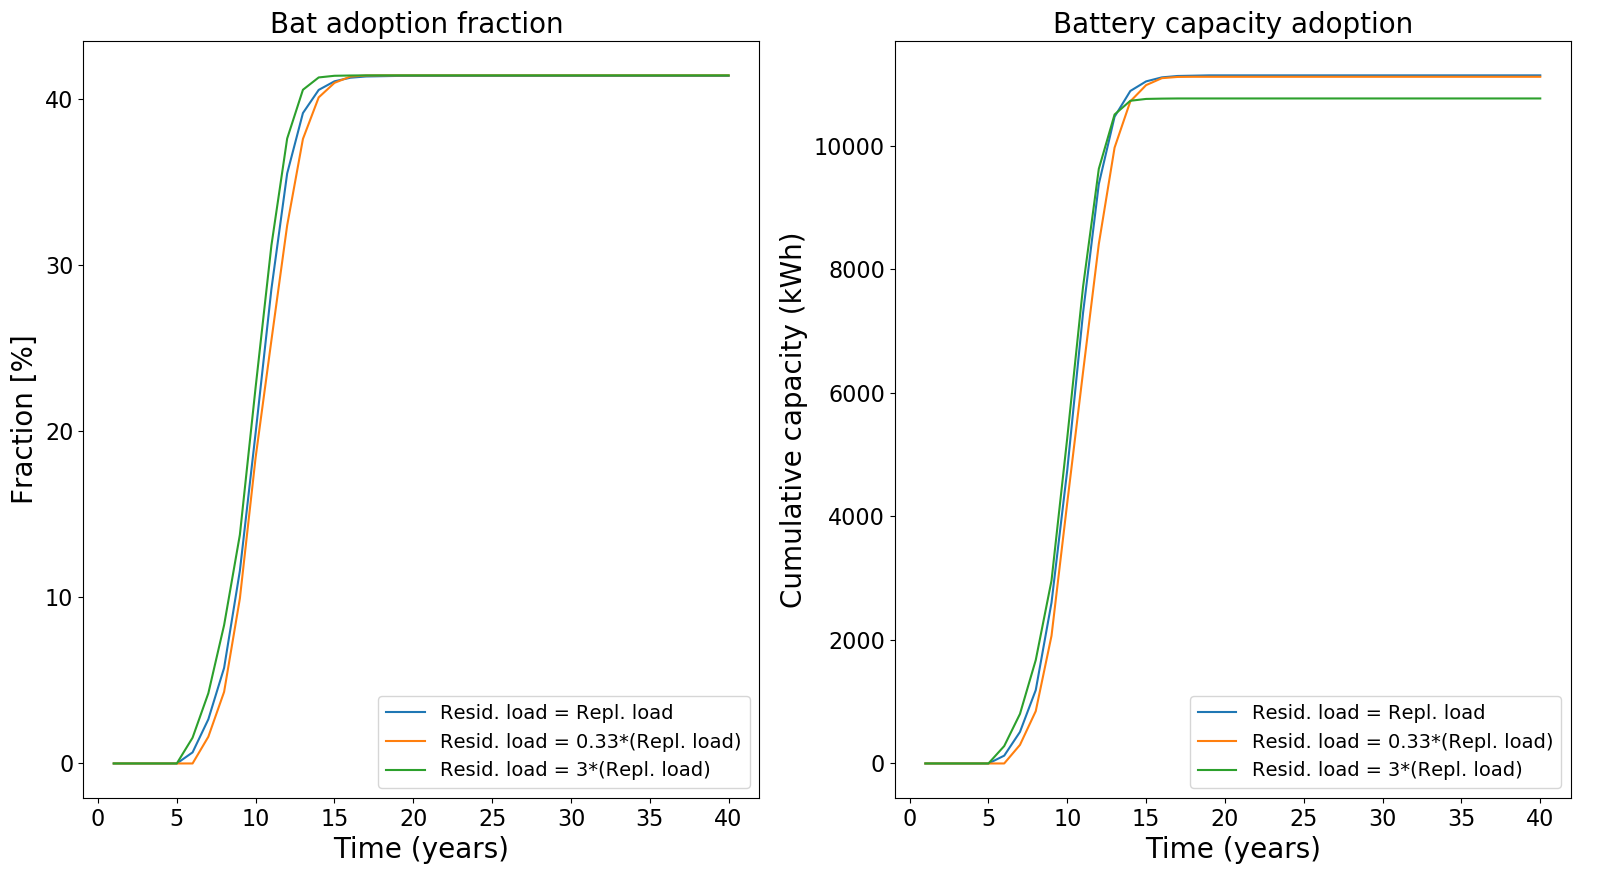 Bat adoption fraction
Fraction [%]
40
30
20
10
0
Resid. load = Repl. load
Resid. load = 0.33*(Repl. load)
Resid. load = 3*(Repl. load)
0 5 10 15 20 25 30 35 40
Time (years)
Battery capacity adoption
Cumulative capacity (kWh)
10000
8000
6000
4000
2000
0
Resid. load = Repl. load
Resid. load = 0.33*(Repl. load)
Resid. load = 3*(Repl. load)
0 5 10 15 20 25 30 35 40
Time (years)